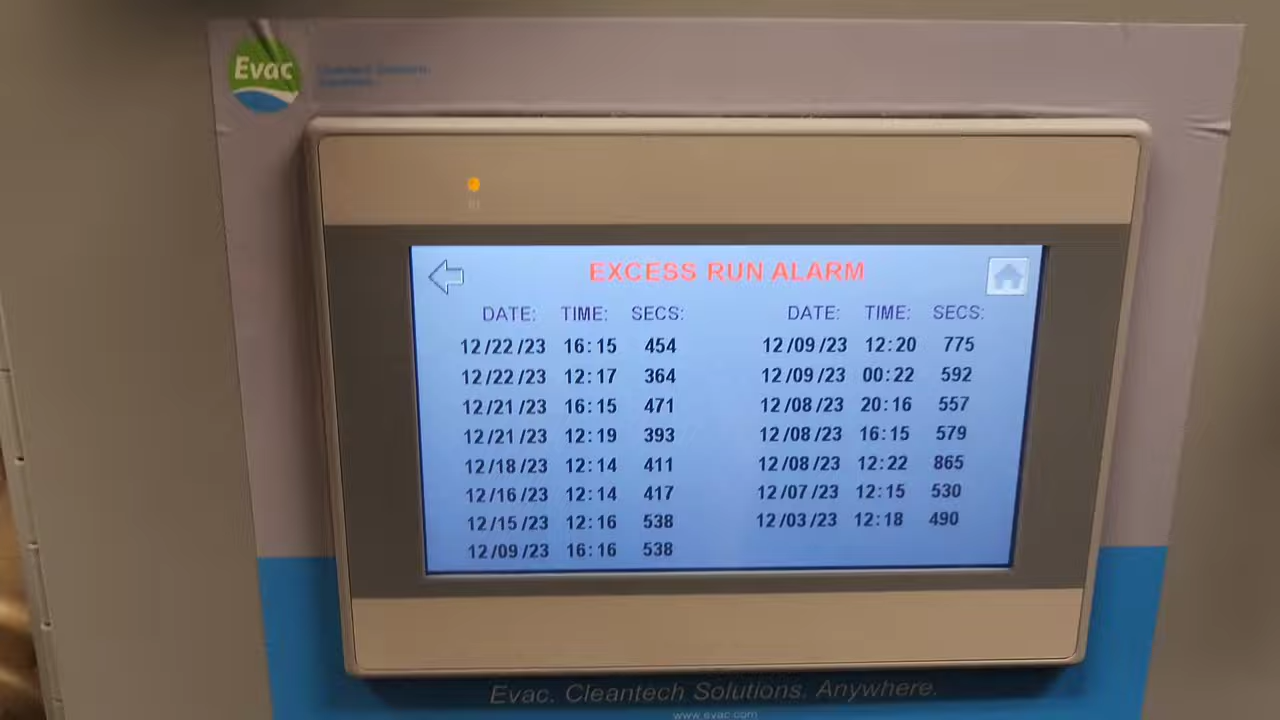 Evac
EXCESS RUN ALARM
DATE: TIME: SECS:
12/22/23 16:15 454
12/22/23 12:17 364
12/21/23 16:15 471
12/21/23 12:19 393
12/18/23 12:14 411
12/16/23 12:14 417
12/15/23 12:16 538
12/09/23 16:16 538
DATE: TIME: SECS:
12/09/23 12:20 775
12/09/23 00:22 592
12/08/23 20:16 557
12/08/23 16:15 579
12/08/23 12:22 865
12/07/23 12:15 530
12/03/23 12:18 490
Evac. Cleantech Solutions. Anywhere.
www.evac.com